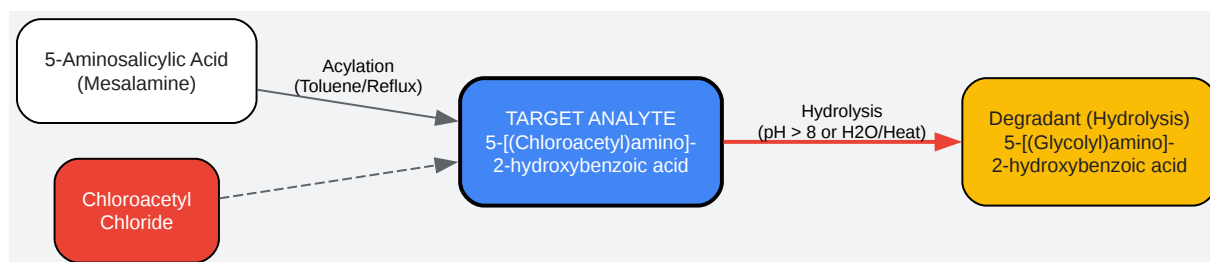 5-Aminosalicylic Acid
(Mesalamine)
Acylation
(Toluene/Reflux)
Chloroacetyl
Chloride
TARGET ANALYTE
5-[(Chloroacetyl)amino]-
2-hydroxybenzoic acid
Hydrolysis
(pH > 8 or H2O/Heat)
Degradant (Hydrolysis)
5-[(Glycolyl)amino]-
2-hydroxybenzoic acid